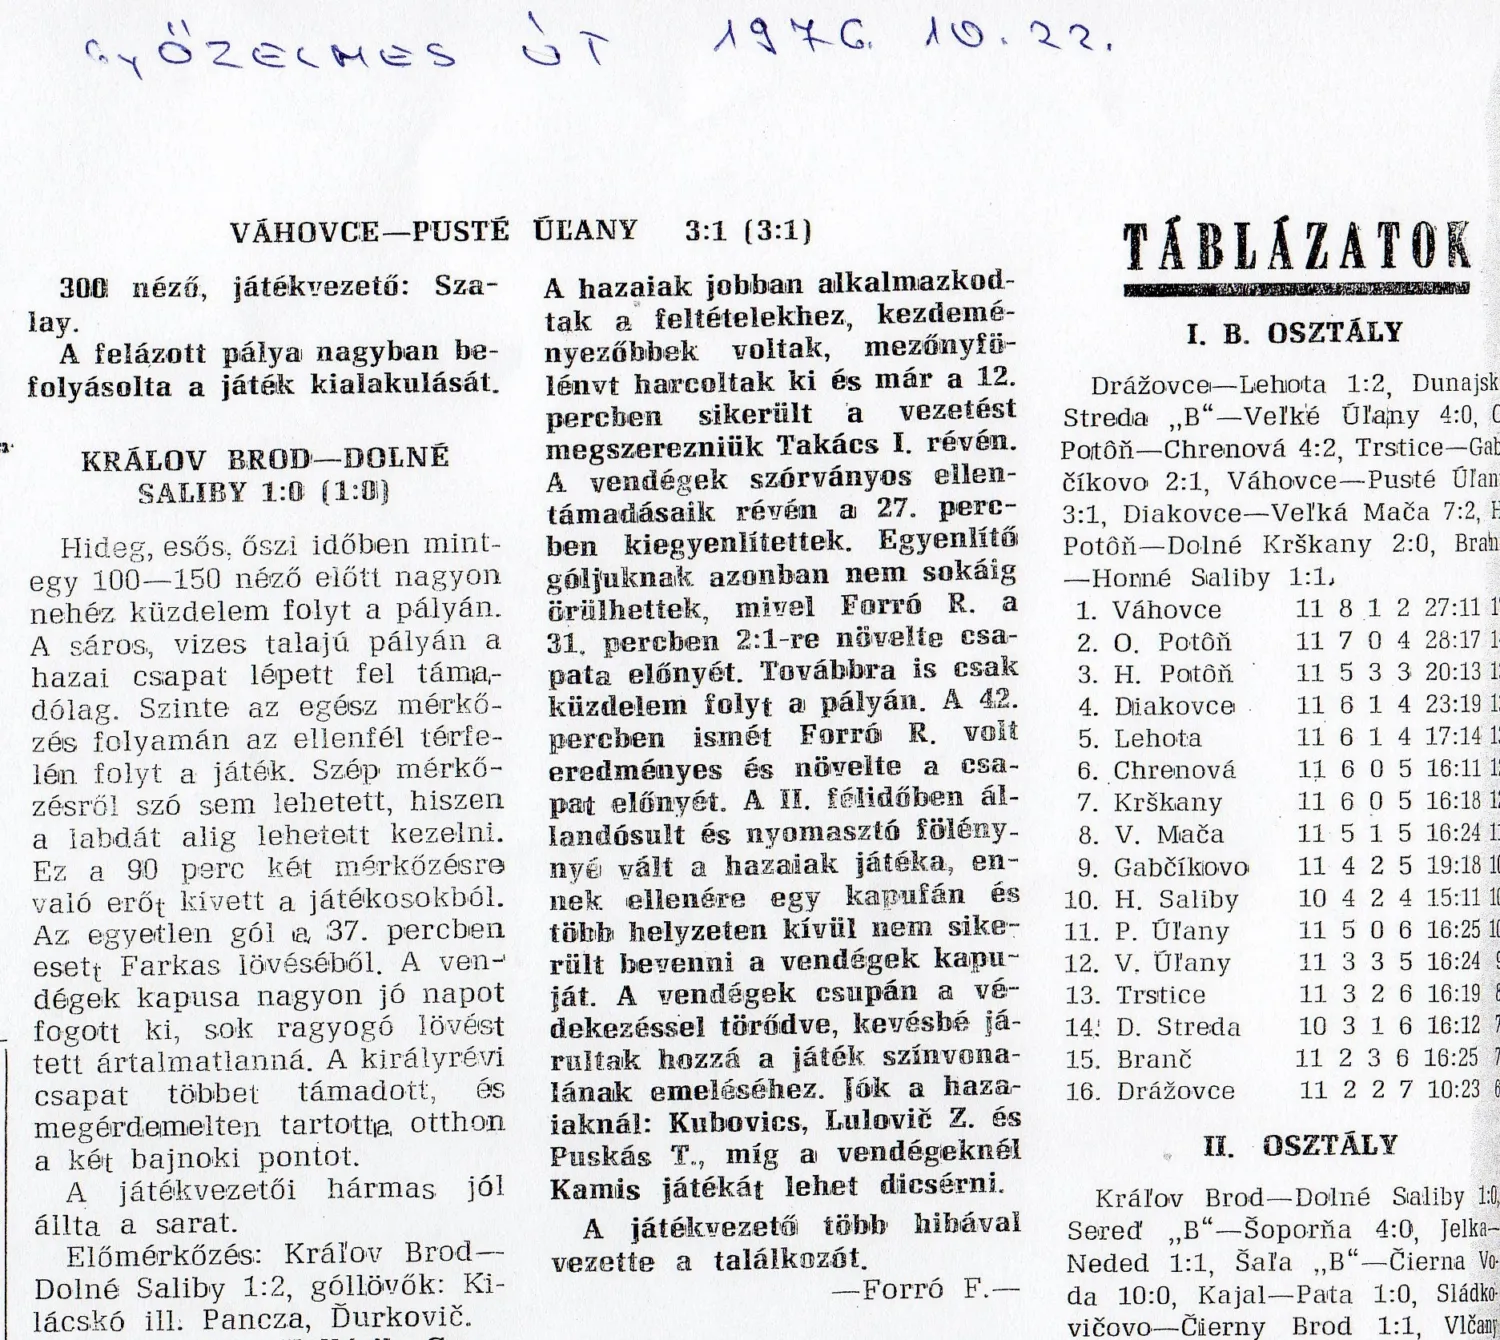 GYŐZELMES ÚT 1976. 10. 22.
VÁHOVCE—PUSTÉ ÚĽANY 3:1 (3:1)
300 néző, játékvezető: Sza-
lay.
A felázott pálya nagyban be-
folyásolta a játék kialakulását.
KRÁĽOV BROD—DOLNÉ
SALIBY 1:0 (1:0)
Hideg, esős, őszi időben mint-
egy 100—150 néző előtt nagyon
nehéz küzdelem folyt a pályán.
A sáros, vizes talajú pályán a
hazai csapat lépett fel táma-
dólag. Szinte az egész mérkő-
zés folyamán az ellenfél térfe-
lén folyt a játék. Szép mérkő-
zésről szó sem lehetett, hiszen
a labdát alig lehetett kezelni.
Ez a 90 perc két mérkőzésre
való erőt kivett a játékosokból.
Az egyetlen gól a 37. percben
esett Farkas lövéséből. A ven-
dégek kapusa nagyon jó napot
fogott ki, sok ragyogó lövést
tett ártalmatlanná. A királyrévi
csapat többet támadott, és
megérdemelten tartotta otthon
a két bajnoki pontot.
A játékvezetői hármas jól
állta a sarat.
Előmérkőzés: Kráľov Brod—
Dolné Saliby 1:2, góllövők: Ki-
lácskó ill. Pancza, Ďurkovič.
A hazaiak jobban alkalmazkod-
tak a feltételekhez, kezdemé-
nyezőbbek voltak, mezőnyfö-
lényt harcoltak ki és már a 12.
percben sikerült a vezetést
megszerezniük Takács I. révén.
A vendégek szórványos ellen-
támadásaik révén a 27. perc-
ben kiegyenlítettek. Egyenlítő
góljuknak azonban nem sokáig
örülhettek, mivel Forró R. a
31. percben 2:1-re növelte csa-
pata előnyét. Továbbra is csak
küzdelem folyt a pályán. A 42.
percben ismét Forró R. volt
eredményes és növelte a csa-
pat előnyét. A II. félidőben ál-
landósult és nyomasztó fölény-
nyé vált a hazaiak játéka, en-
nek ellenére egy kapufán és
több helyzeten kívül nem sike-
rült bevenni a vendégek kapu-
ját. A vendégek csupán a vé-
dekezéssel törődve, kevésbé já-
rultak hozzá a játék színvona-
lának emeléséhez. Jók a haza-
iaknál: Kubovics, Lulovič Z. és
Puskás T., míg a vendégeknél
Kamis játékát lehet dicsérni.
A játékvezető több hibával
vezette a találkozót.
—Forró F.—
TÁBLÁZATOK
I. B. OSZTÁLY
Drážovce—Lehota 1:2, Dunajsk
Streda „B“—Veľké Úľany 4:0,
Potôň—Chrenová 4:2, Trstice—Gab
číkovo 2:1, Váhovce—Pusté Úľan
3:1, Diakovce—Veľká Mača 7:2,
Potôň—Dolné Krškany 2:0, Bran
—Horné Saliby 1:1,
1. Váhovce 11 8 1 2 27:11
2. O. Potôň 11 7 0 4 28:17
3. H. Potôň 11 5 3 3 20:13
4. Diakovce 11 6 1 4 23:19
5. Lehota 11 6 1 4 17:14
6. Chrenová 11 6 0 5 16:11
7. Krškany 11 6 0 5 16:18
8. V. Mača 11 5 1 5 16:24
9. Gabčíkovo 11 4 2 5 19:18
10. H. Saliby 10 4 2 4 15:11
11. P. Úľany 11 5 0 6 16:25
12. V. Úľany 11 3 3 5 16:24
13. Trstice 11 3 2 6 16:19
14. D. Streda 10 3 1 6 16:12
15. Branč 11 2 3 6 16:25
16. Drážovce 11 2 2 7 10:23
II. OSZTÁLY
Kráľov Brod—Dolné Saliby 1:0,
Sereď „B“—Šoporňa 4:0, Jelka—
Neded 1:1, Šaľa „B“—Čierna Vo-
da 10:0, Kajal—Pata 1:0, Sládko-
vičovo—Čierny Brod 1:1, Vlčany